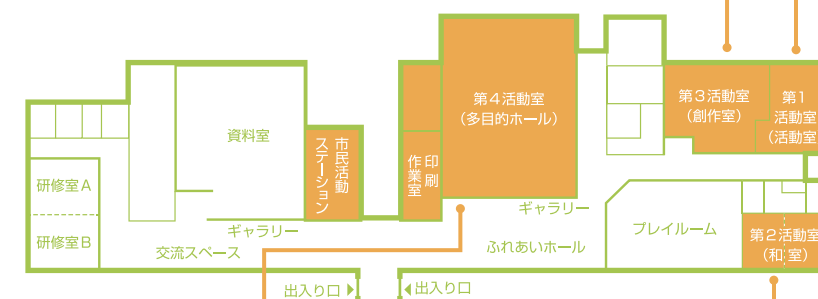 第４活動室
（多目的ホール）
第３活動室
（創作室）
第１
活動室
（活動室
資料室
市民活動
ステーション
印刷
作業室
研修室Ａ
研修室Ｂ
ギャラリー
交流スペース
ギャラリー
ふれあいホール
プレイルーム
第２活動室
（和室）
出入り口
出入り口